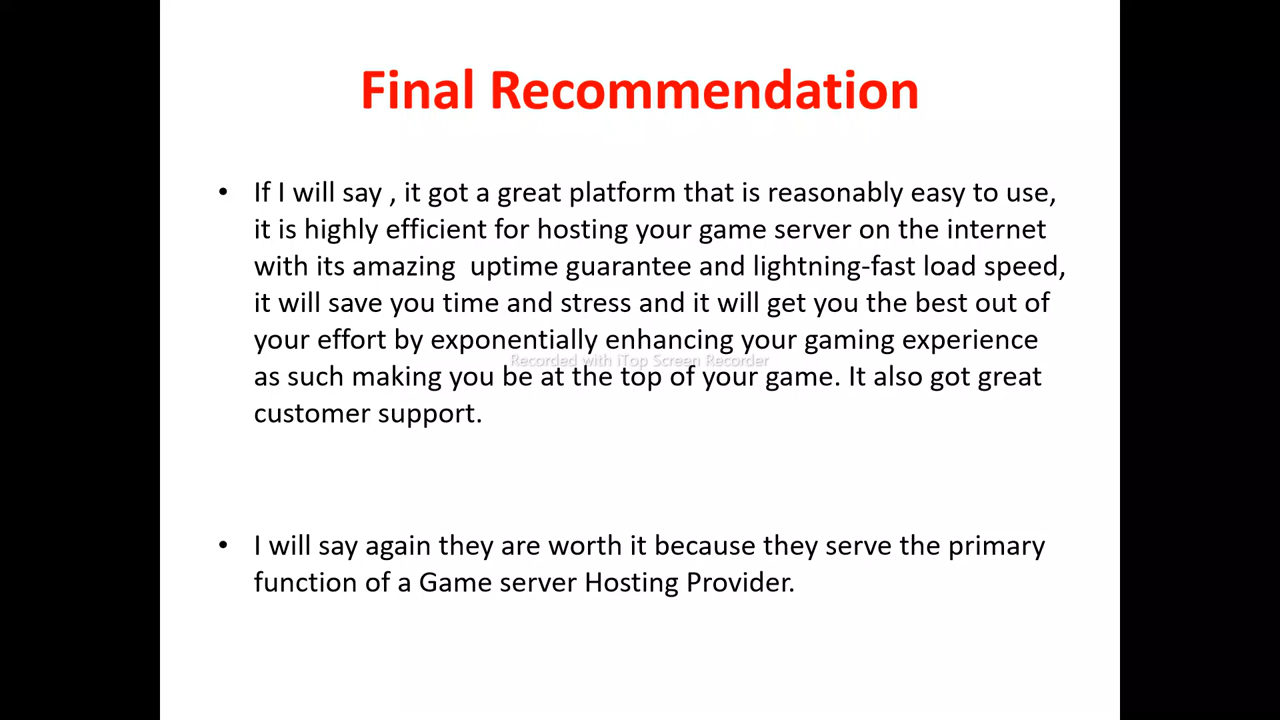 Final Recommendation
• If I will say , it got a great platform that is reasonably easy to use,
it is highly efficient for hosting your game server on the internet
with its amazing  uptime guarantee and lightning-fast load speed,
it will save you time and stress and it will get you the best out of
your effort by exponentially enhancing your gaming experience
Recorded with iTop Screen Recorder
as such making you be at the top of your game. It also got great
customer support.
• I will say again they are worth it because they serve the primary
function of a Game server Hosting Provider.